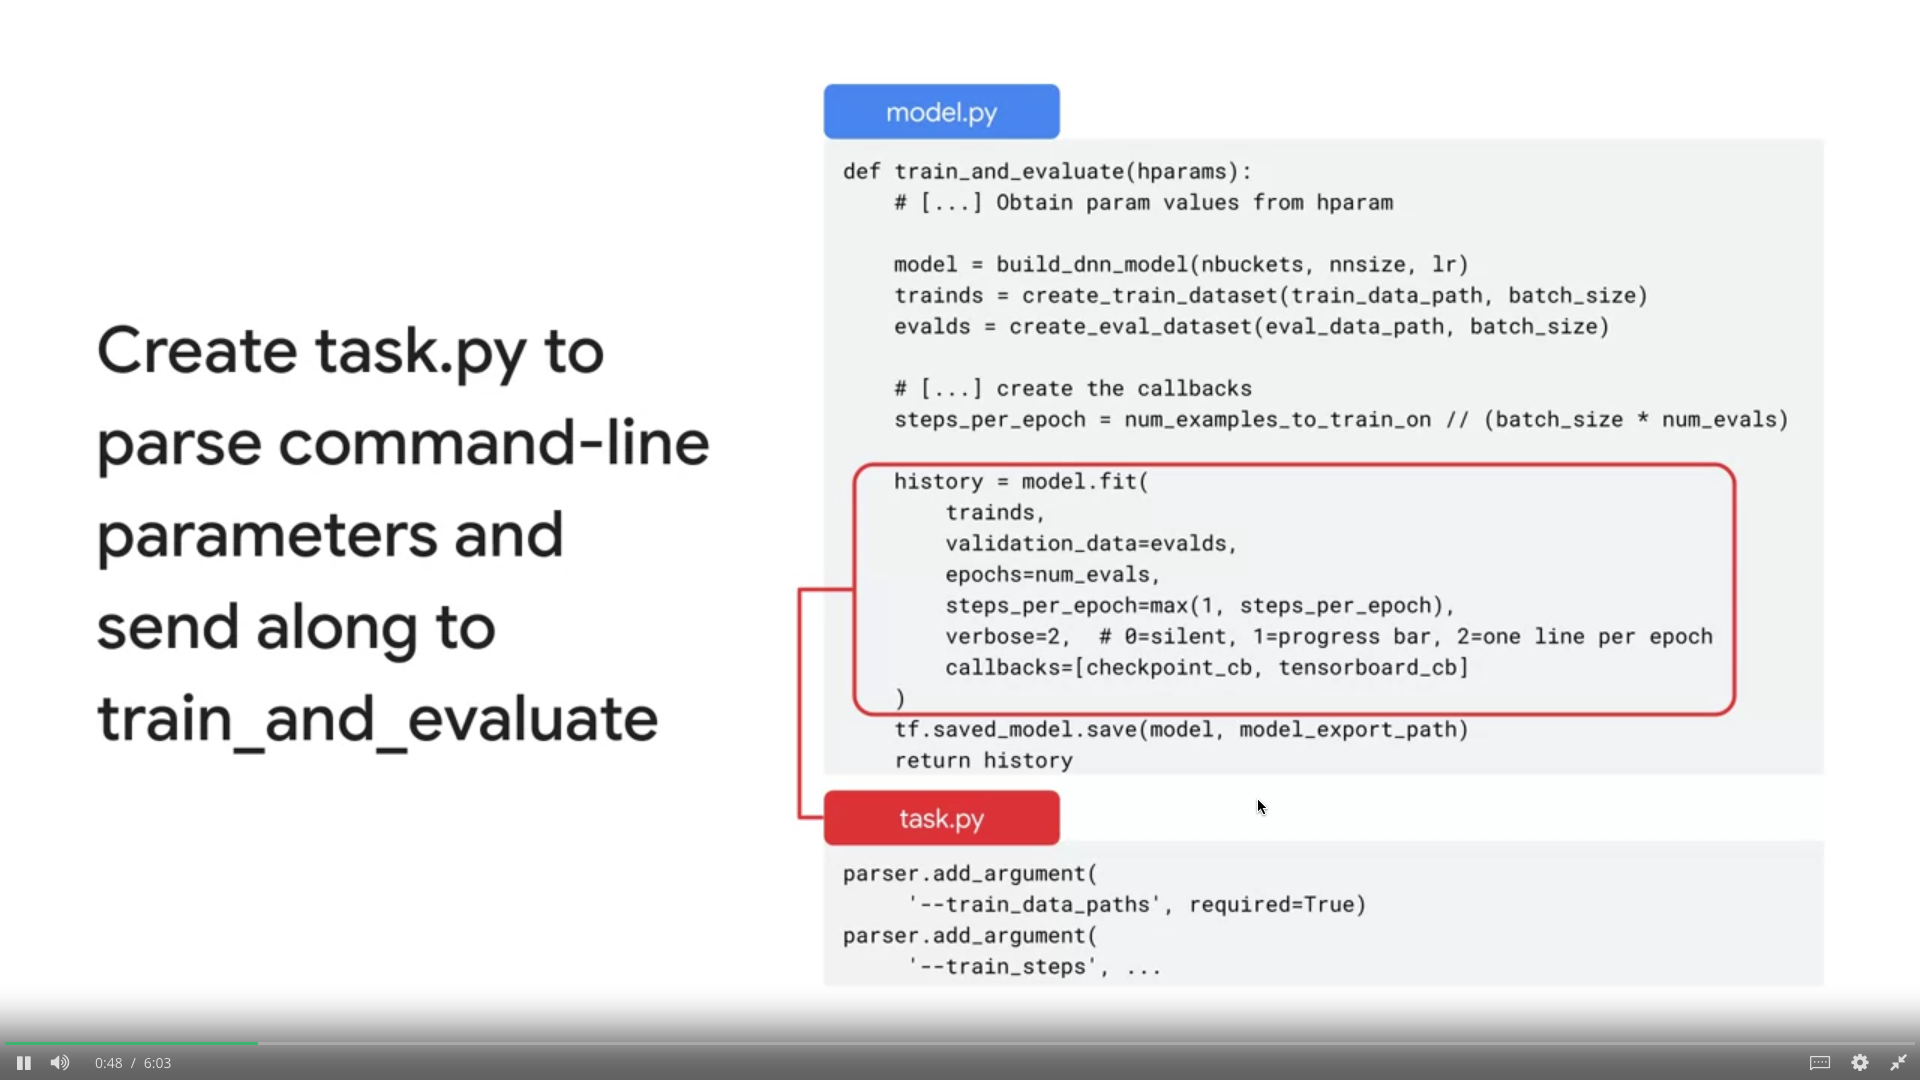 Create task.py to
parse command-line
parameters and
send along to
train_and_evaluate
model.py
def train_and_evaluate(hparams):
    # [...] Obtain param values from hparam

    model = build_dnn_model(nbuckets, nnsize, lr)
    trainds = create_train_dataset(train_data_path, batch_size)
    evalds = create_eval_dataset(eval_data_path, batch_size)

    # [...] create the callbacks
    steps_per_epoch = num_examples_to_train_on // (batch_size * num_evals)

    history = model.fit(
        trainds,
        validation_data=evalds,
        epochs=num_evals,
        steps_per_epoch=max(1, steps_per_epoch),
        verbose=2,  # 0=silent, 1=progress bar, 2=one line per epoch
        callbacks=[checkpoint_cb, tensorboard_cb]
    )
    tf.saved_model.save(model, model_export_path)
    return history
task.py
parser.add_argument(
     '--train_data_paths', required=True)
parser.add_argument(
     '--train_steps', ...
0:48 / 6:03